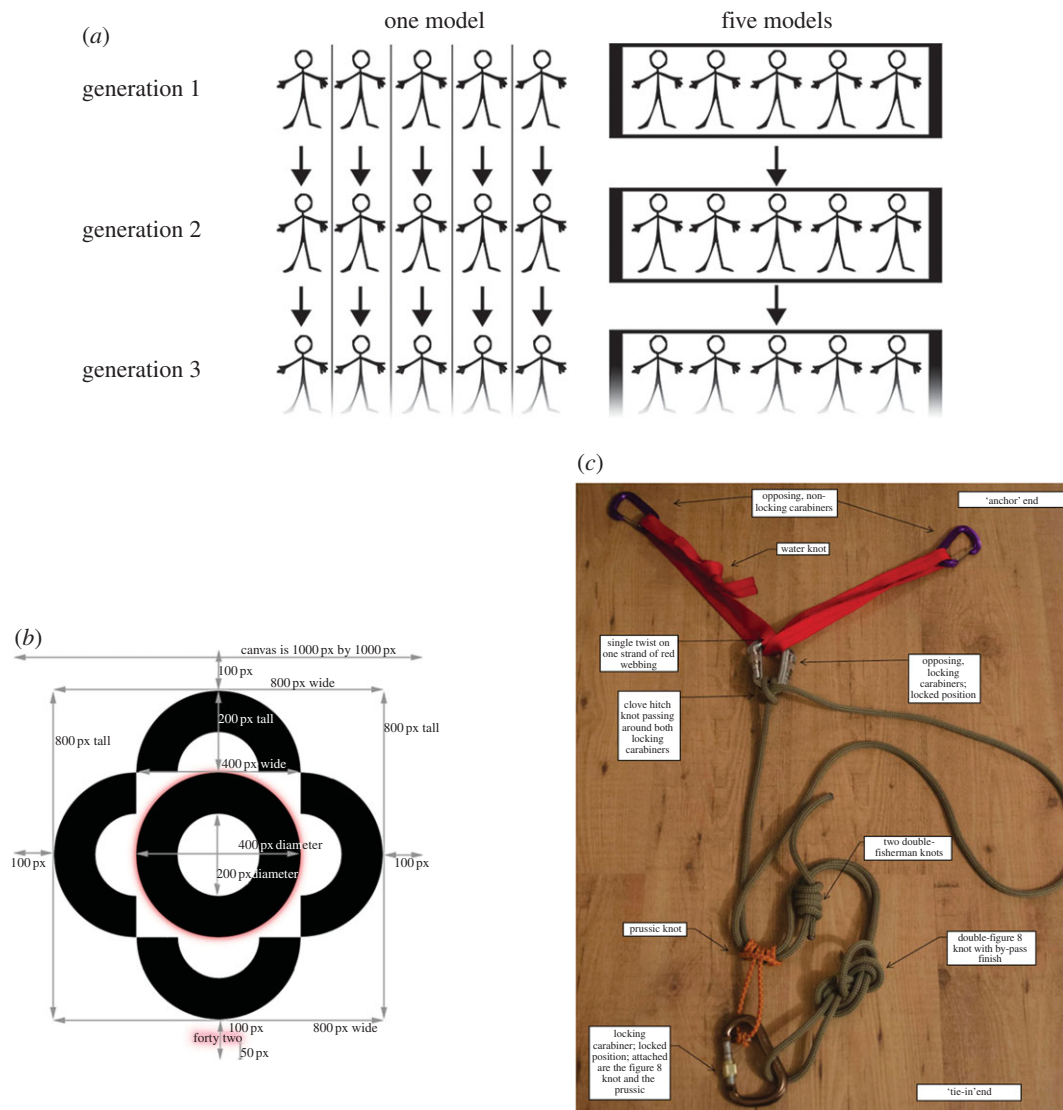 (a)
one model
five models
generation 1
generation 2
generation 3
(b)
canvas is 1000 px by 1000 px
100 px
800 px wide
200 px tall
800 px tall
800 px tall
400 px wide
400 px diameter
200 px diameter
100 px
100 px
100 px
800 px wide
forty two
50 px
(c)
opposing, non-
locking carabiners
'anchor' end
water knot
single twist on
one strand of red
webbing
opposing,
locking
carabiners;
locked position
clove hitch
knot passing
around both
locking
carabiners
two double-
fisherman knots
prussic knot
double-figure 8
knot with by-pass
finish
locking
carabiner; locked
position; attached
are the figure 8
knot and the
prussic
'tie-in'end